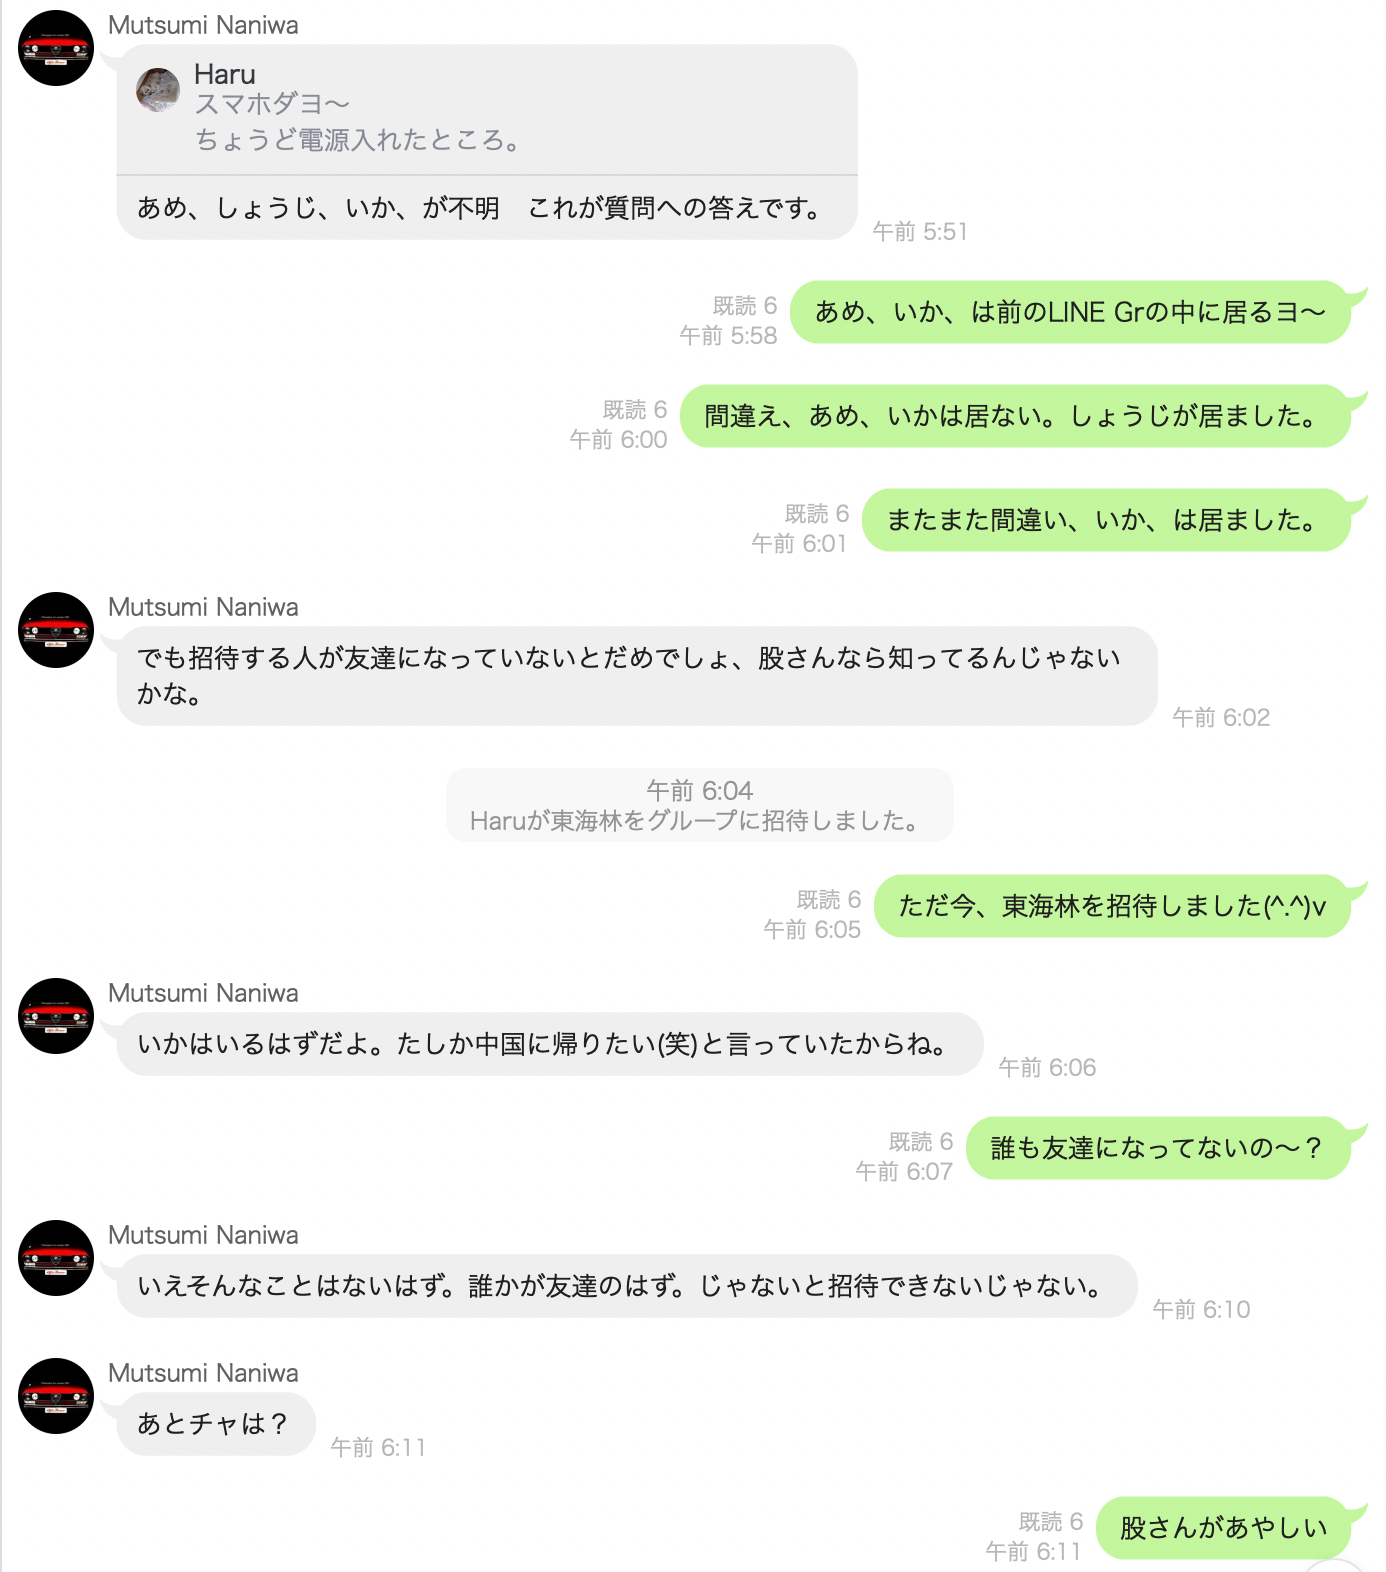 Mutsumi Naniwa
Haru
スマホダヨ〜
ちょうど電源入れたところ。
あめ、しょうじ、いか、が不明　これが質問への答えです。
午前 5:51
既読 6
午前 5:58
あめ、いか、は前のLINE Grの中に居るヨ〜
既読 6
午前 6:00
間違え、あめ、いかは居ない。しょうじが居ました。
既読 6
午前 6:01
またまた間違い、いか、は居ました。
Mutsumi Naniwa
でも招待する人が友達になっていないとだめでしょ、股さんなら知ってるんじゃない
かな。
午前 6:02
午前 6:04
Haruが東海林をグループに招待しました。
既読 6
午前 6:05
ただ今、東海林を招待しました(^.^)v
Mutsumi Naniwa
いかはいるはずだよ。たしか中国に帰りたい(笑)と言っていたからね。
午前 6:06
既読 6
午前 6:07
誰も友達になってないの〜？
Mutsumi Naniwa
いえそんなことはないはず。誰かが友達のはず。じゃないと招待できないじゃない。
午前 6:10
Mutsumi Naniwa
あとチャは？
午前 6:11
既読 6
午前 6:11
股さんがあやしい